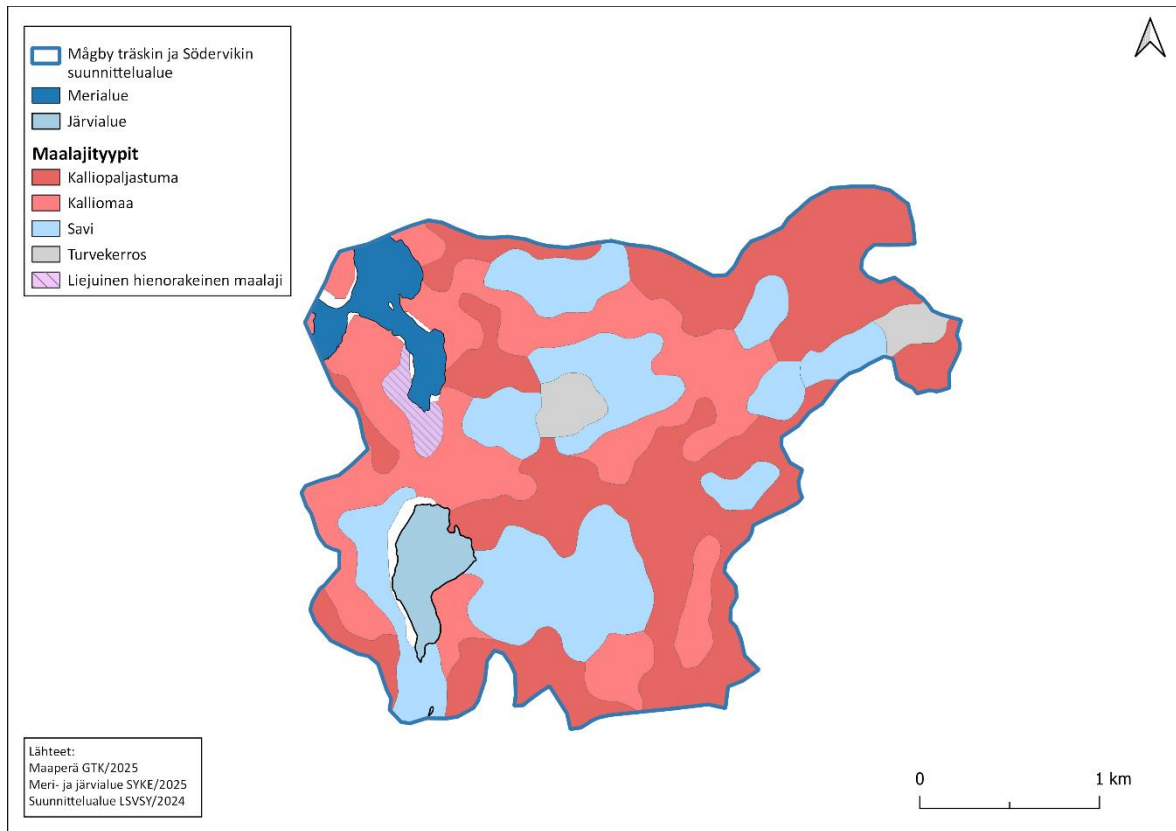 Mågby träskin ja Södervikin
suunnittelualue
Merialue
Järvialue
Maalajityypit
Kalliopaljastuma
Kalliomaa
Savi
Turvekerros
Liejuinen hienorakeinen maalaji
Lähteet:
Maaperä GTK/2025
Meri- ja järvialue SYKE/2025
Suunnittelualue LSVSY/2024
0 1 km